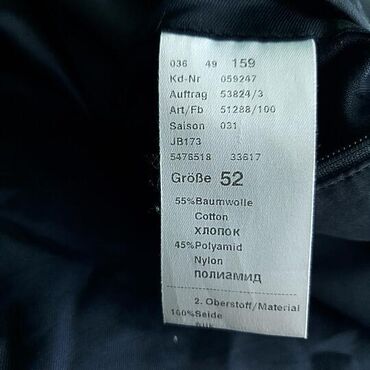 036 49 159
Kd-Nr 059247
Auftrag 53824/3
Art/Fb 51288/100
Saison 031
JB173
5476518 33617
Größe 52
55%Baumwolle
Cotton
ХЛОПОК
45%Polyamid
Nylon
ПОЛИАМИД
2. Oberstoff/Material
100%Seide